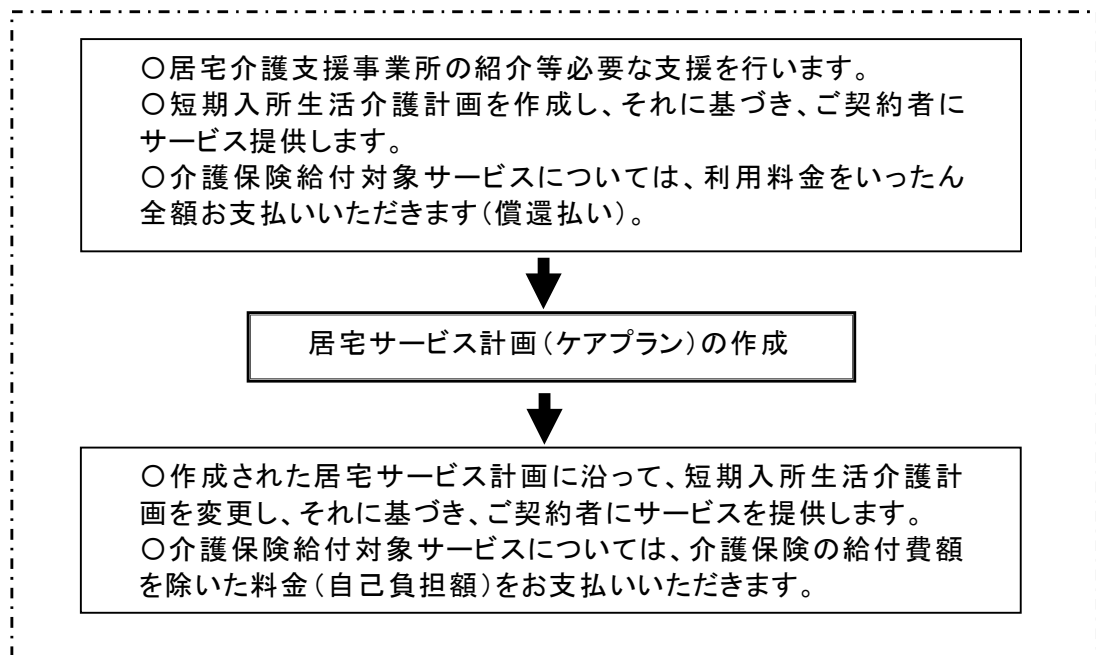 ○居宅介護支援事業所の紹介等必要な支援を行います。
○短期入所生活介護計画を作成し、それに基づき、ご契約者に
サービス提供します。
○介護保険給付対象サービスについては、利用料金をいったん
全額お支払いいただきます(償還払い)。
居宅サービス計画(ケアプラン)の作成
○作成された居宅サービス計画に沿って、短期入所生活介護計
画を変更し、それに基づき、ご契約者にサービスを提供します。
○介護保険給付対象サービスについては、介護保険の給付費額
を除いた料金(自己負担額)をお支払いいただきます。